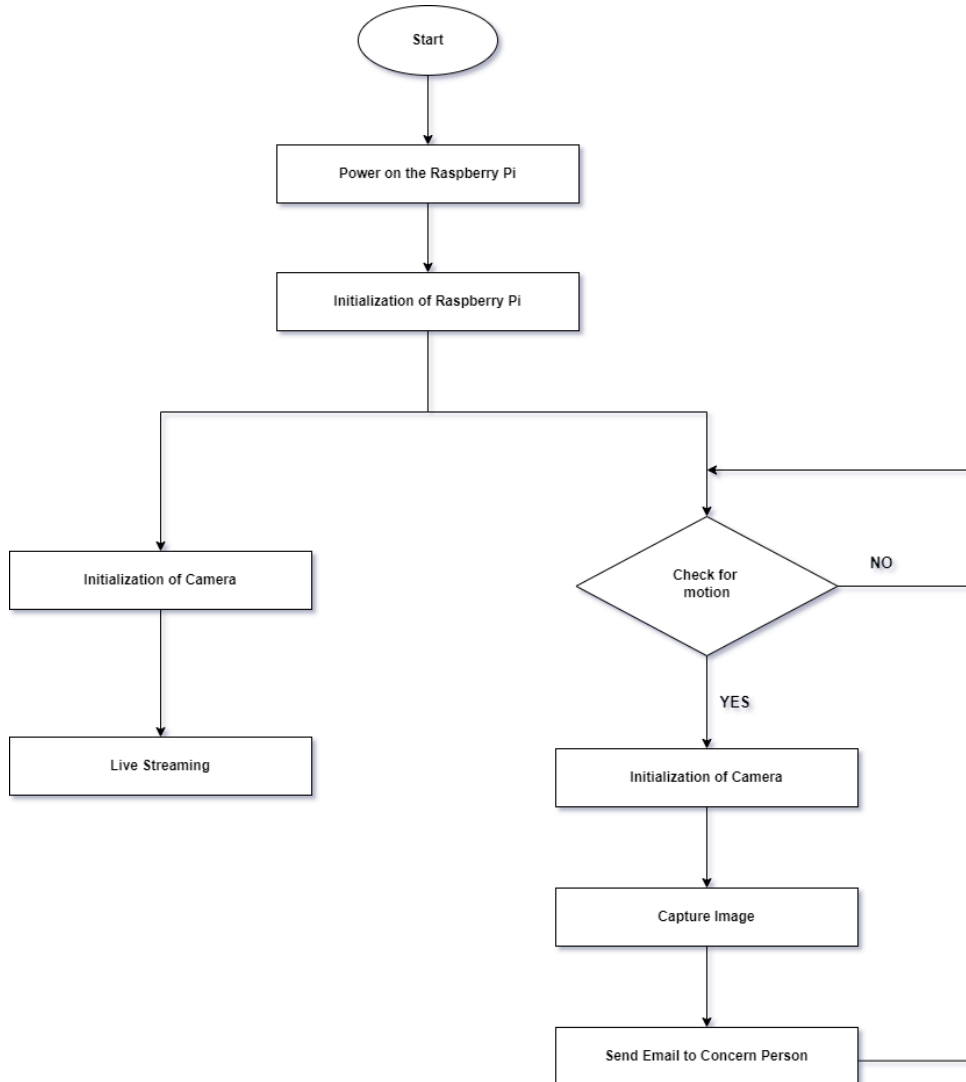 Start
Power on the Raspberry Pi
Initialization of Raspberry Pi
Initialization of Camera
Live Streaming
Check for
motion
NO
YES
Initialization of Camera
Capture Image
Send Email to Concern Person